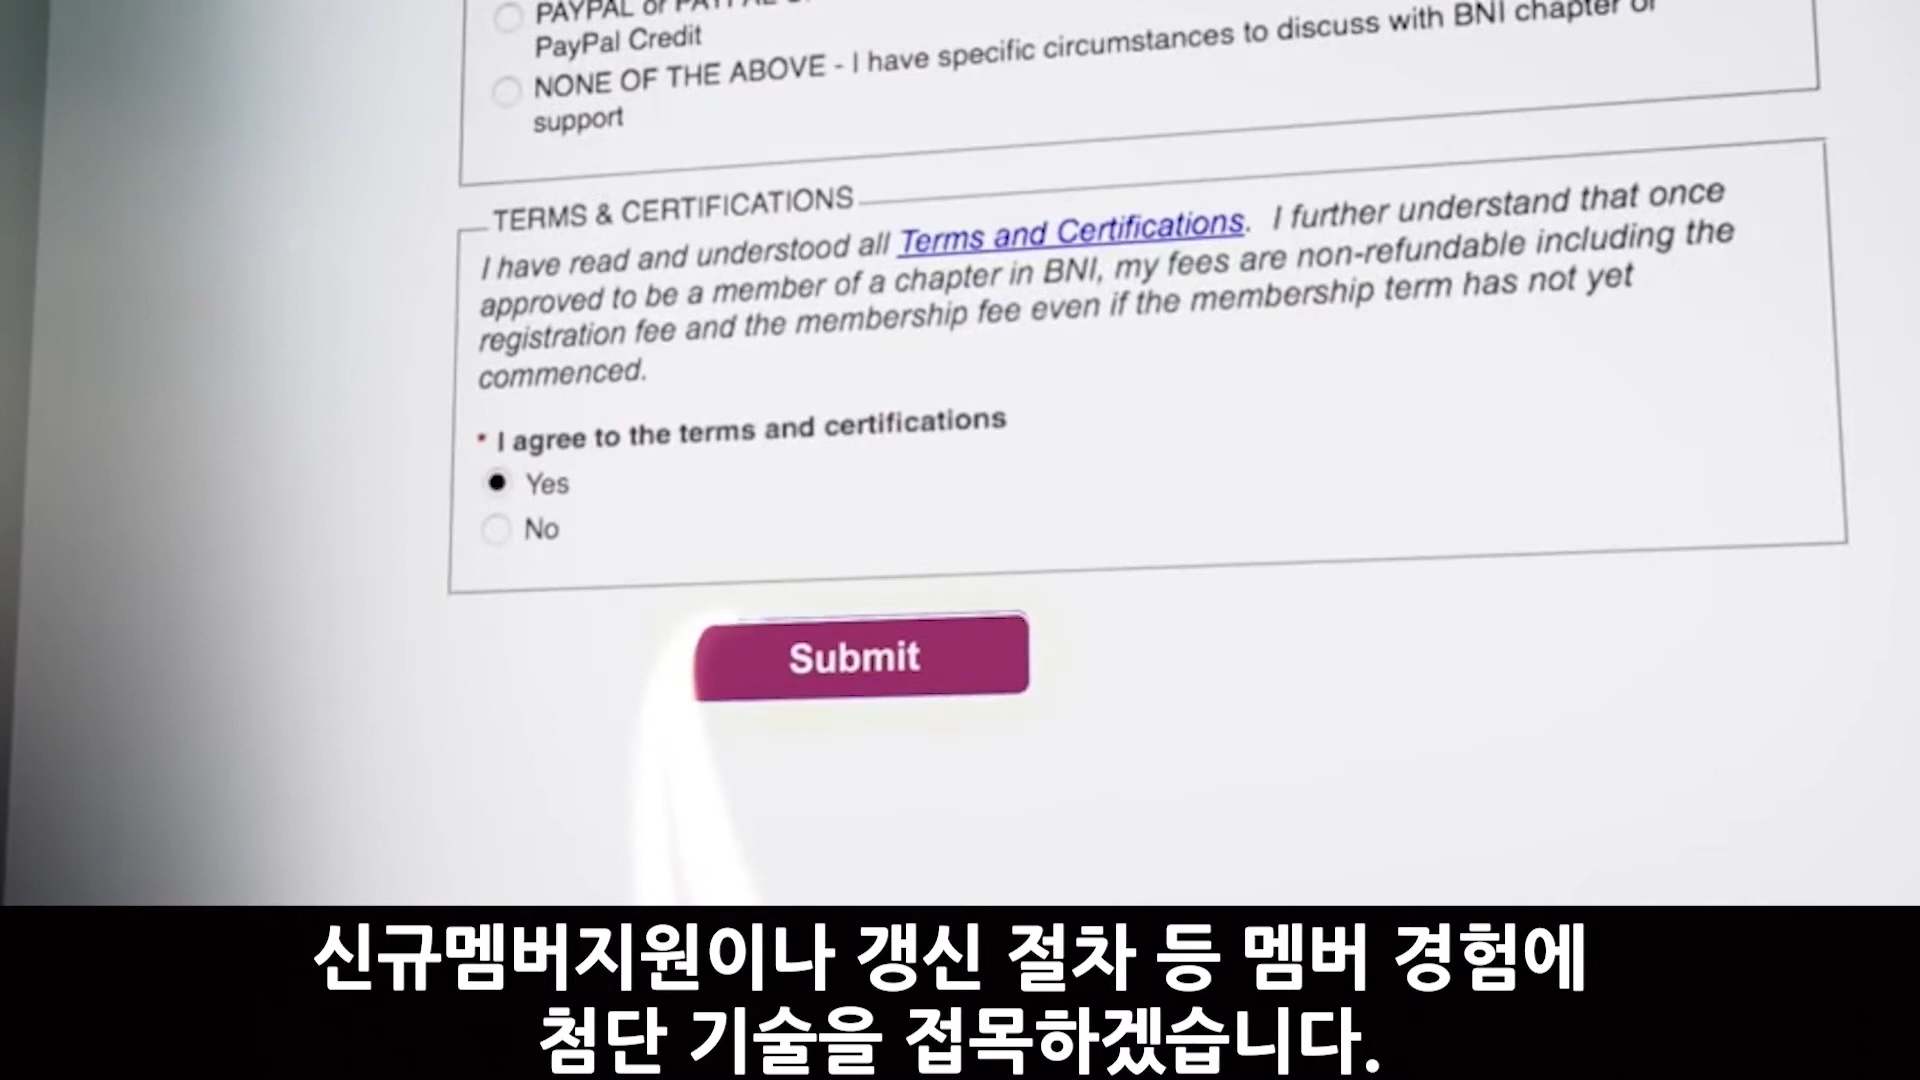 PAYPAL or
PayPal Credit
NONE OF THE ABOVE - I have specific circumstances to discuss with BNI chapter or
support
TERMS & CERTIFICATIONS
I have read and understood all Terms and Certifications. I further understand that once
approved to be a member of a chapter in BNI, my fees are non-refundable including the
registration fee and the membership fee even if the membership term has not yet
commenced.
* I agree to the terms and certifications
Yes
No
Submit
신규멤버지원이나 갱신 절차 등 멤버 경험에
첨단 기술을 접목하겠습니다.